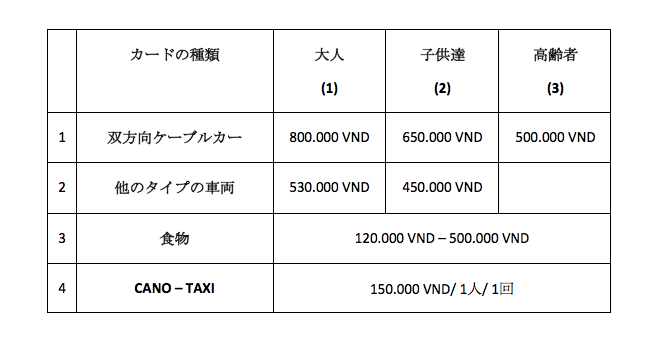 カードの種類 大人 子供達 高齢者
(1) (2) (3)
1 双方向ケーブルカー 800.000 VND 650.000 VND 500.000 VND
2 他のタイプの車両 530.000 VND 450.000 VND
3 食物 120.000 VND – 500.000 VND
4 CANO – TAXI 150.000 VND/ 1人/ 1回